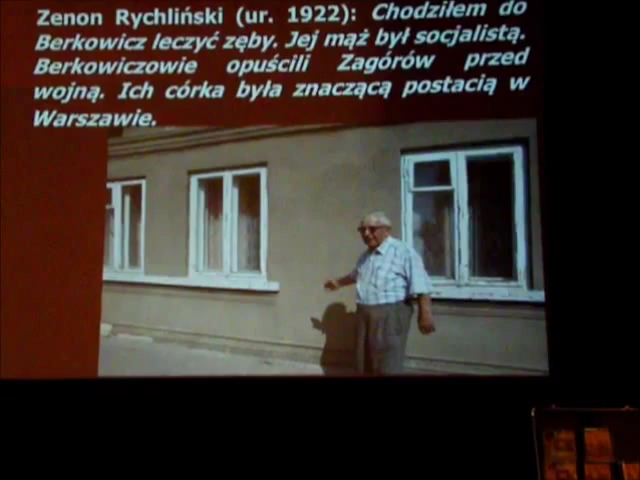 Zenon Rychliński (ur. 1922): Chodziłem do
Berkowicz leczyć zęby. Jej mąż był socjalistą.
Berkowiczowie opuścili Zagórów przed
wojną. Ich córka była znaczącą postacią w
Warszawie.